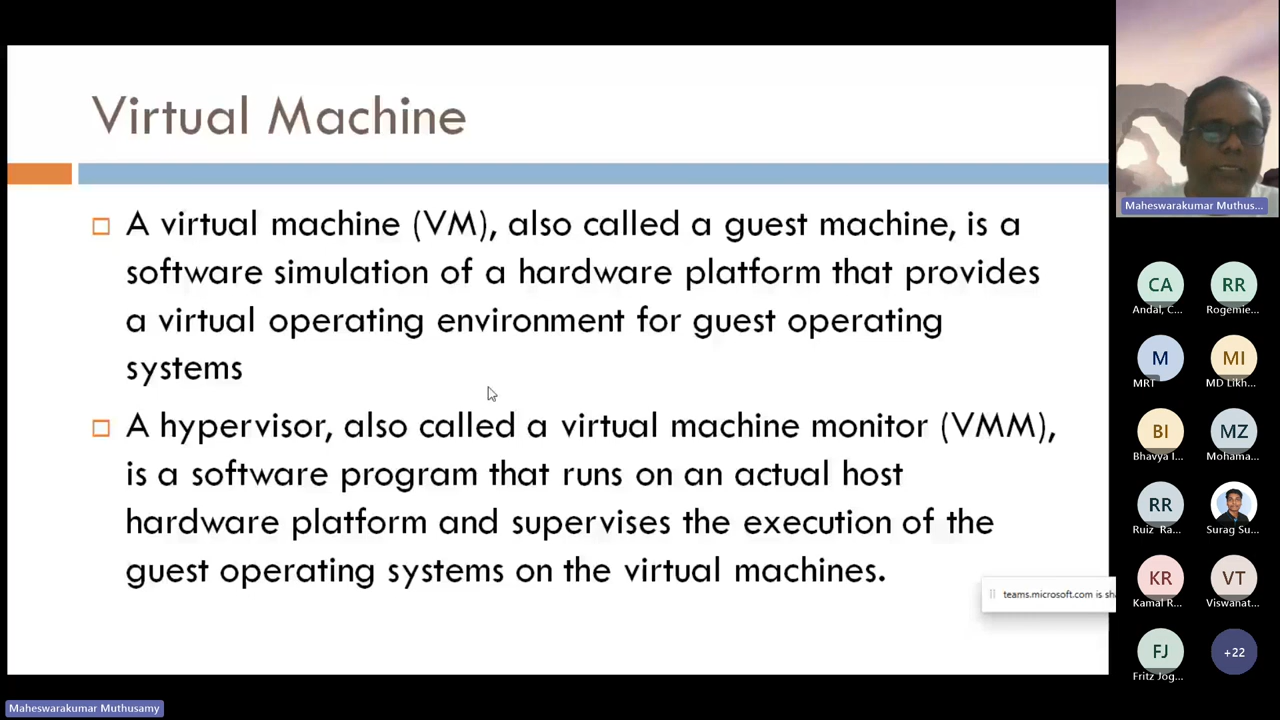 Virtual Machine
A virtual machine (VM), also called a guest machine, is a
software simulation of a hardware platform that provides
a virtual operating environment for guest operating
systems
A hypervisor, also called a virtual machine monitor (VMM),
is a software program that runs on an actual host
hardware platform and supervises the execution of the
guest operating systems on the virtual machines.
teams.microsoft.com is sha
Maheswarakumar Muthusamy
Maheswarakumar Muthus...
CA RR
Andal, C... Rogemie...
M MI
MRT MD Likh...
BI MZ
Bhavya I... Mohama...
RR
Ruiz Ra... Surag Su...
KR VT
Kamal R... Viswanat...
FJ +22
Fritz Jog...